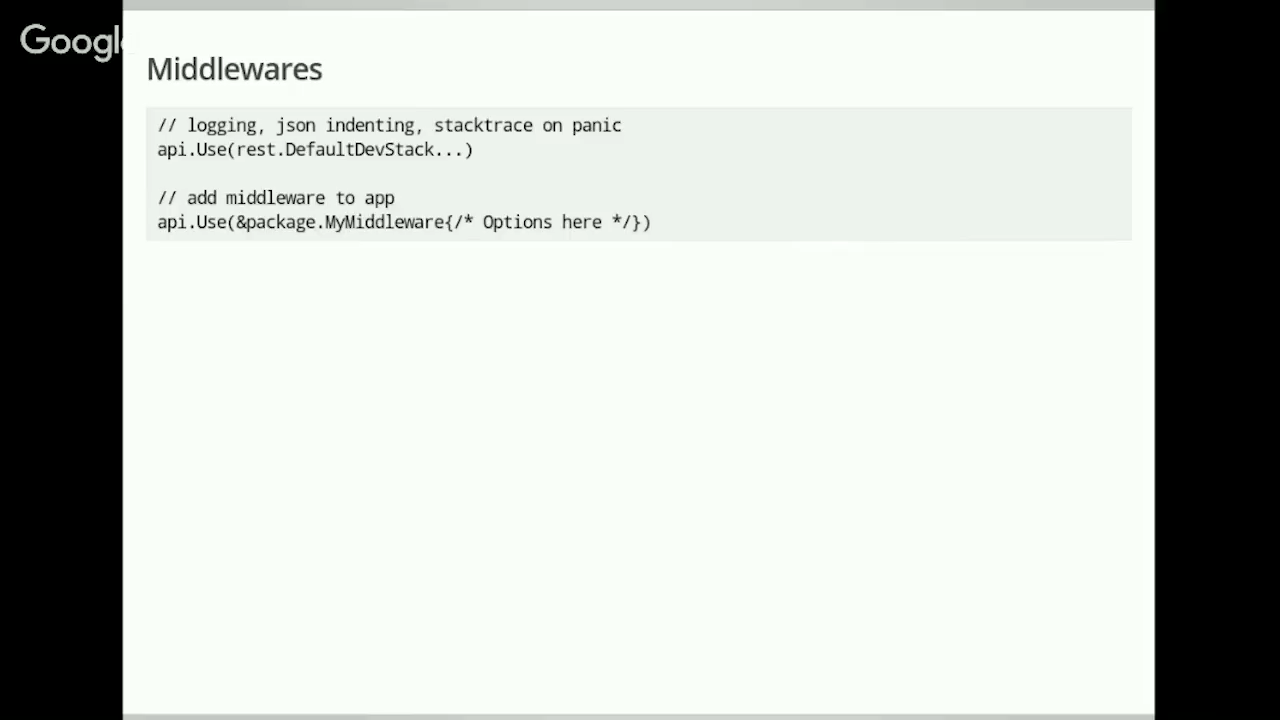 Google
Middlewares
// logging, json indenting, stacktrace on panic
api.Use(rest.DefaultDevStack...)
// add middleware to app
api.Use(&package.MyMiddleware{/* Options here */})